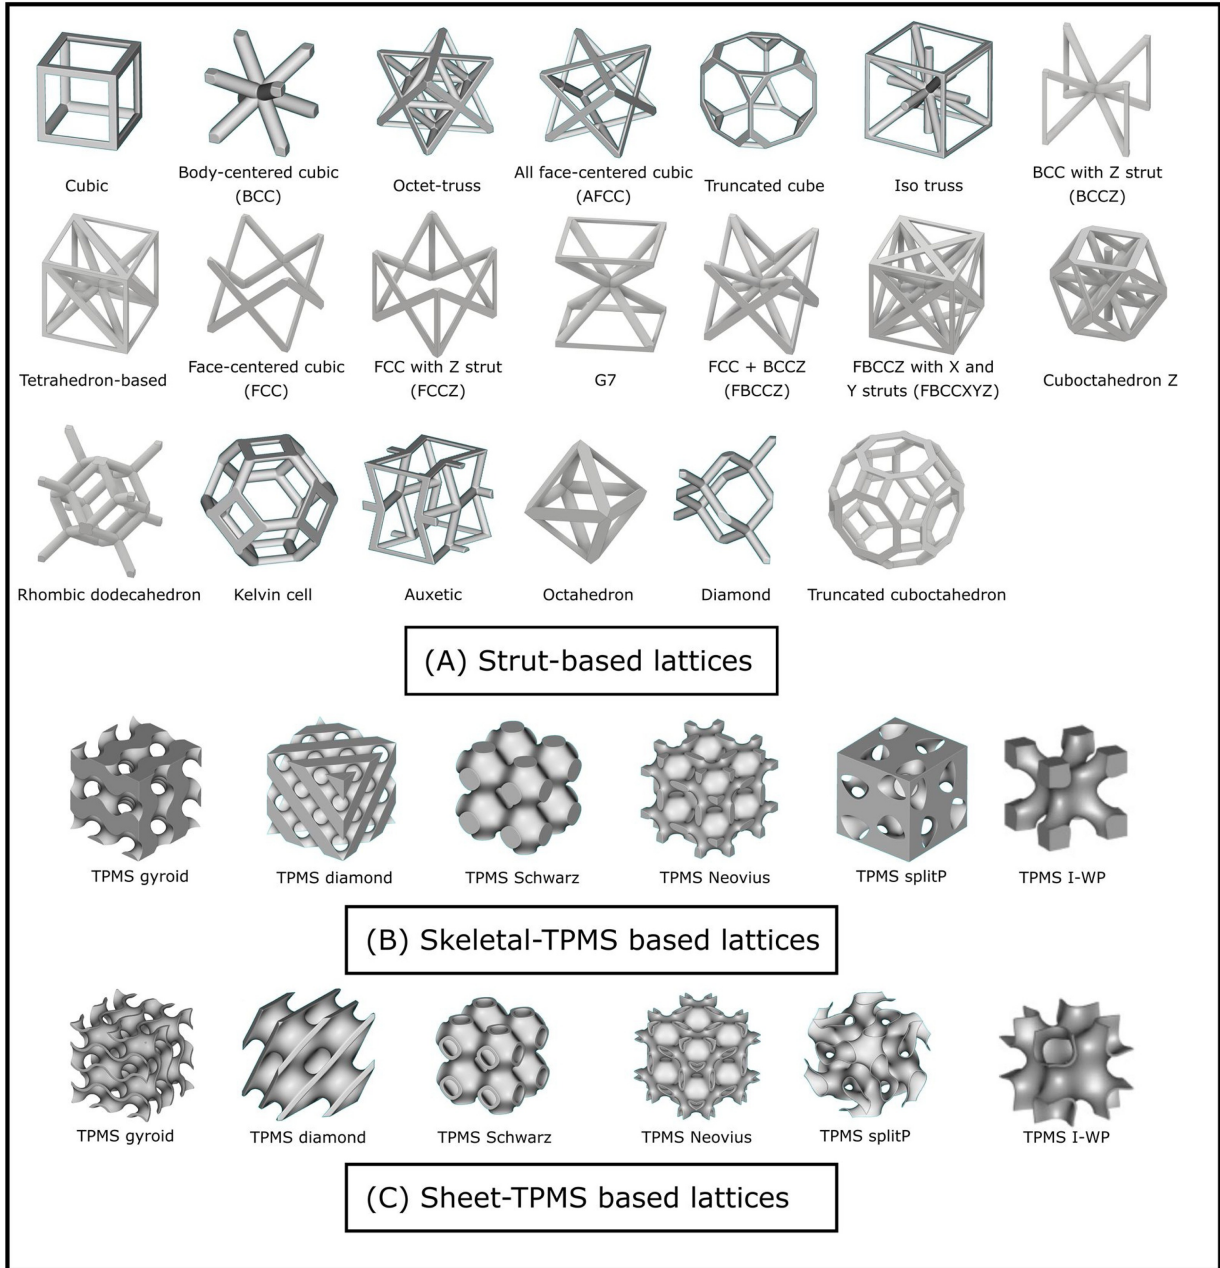 Cubic
Body-centered cubic
(BCC)
Octet-truss
All face-centered cubic
(AFCC)
Truncated cube
Iso truss
BCC with Z strut
(BCCZ)
Tetrahedron-based
Face-centered cubic
(FCC)
FCC with Z strut
(FCCZ)
G7
FCC + BCCZ
(FBCCZ)
FBCCZ with X and
Y struts (FBCCXYZ)
Cuboctahedron Z
Rhombic dodecahedron
Kelvin cell
Auxetic
Octahedron
Diamond
Truncated cuboctahedron
(A) Strut-based lattices
TPMS gyroid
TPMS diamond
TPMS Schwarz
TPMS Neovius
TPMS splitP
TPMS I-WP
(B) Skeletal-TPMS based lattices
TPMS gyroid
TPMS diamond
TPMS Schwarz
TPMS Neovius
TPMS splitP
TPMS I-WP
(C) Sheet-TPMS based lattices